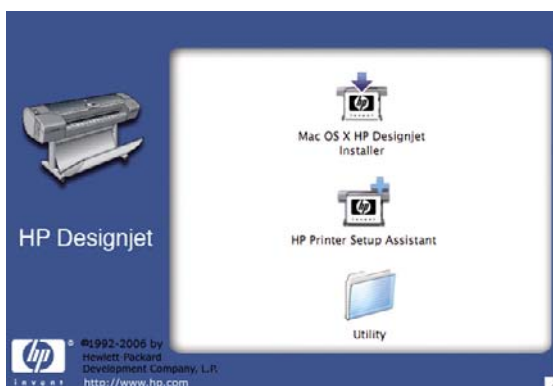 Mac OS X HP Designjet
Installer
HP Printer Setup Assistant
Utility
HP Designjet
hp
i n v e n t
®
©1992-2006 by
Hewlett-Packard
Development Company, L.P.
http://www.hp.com